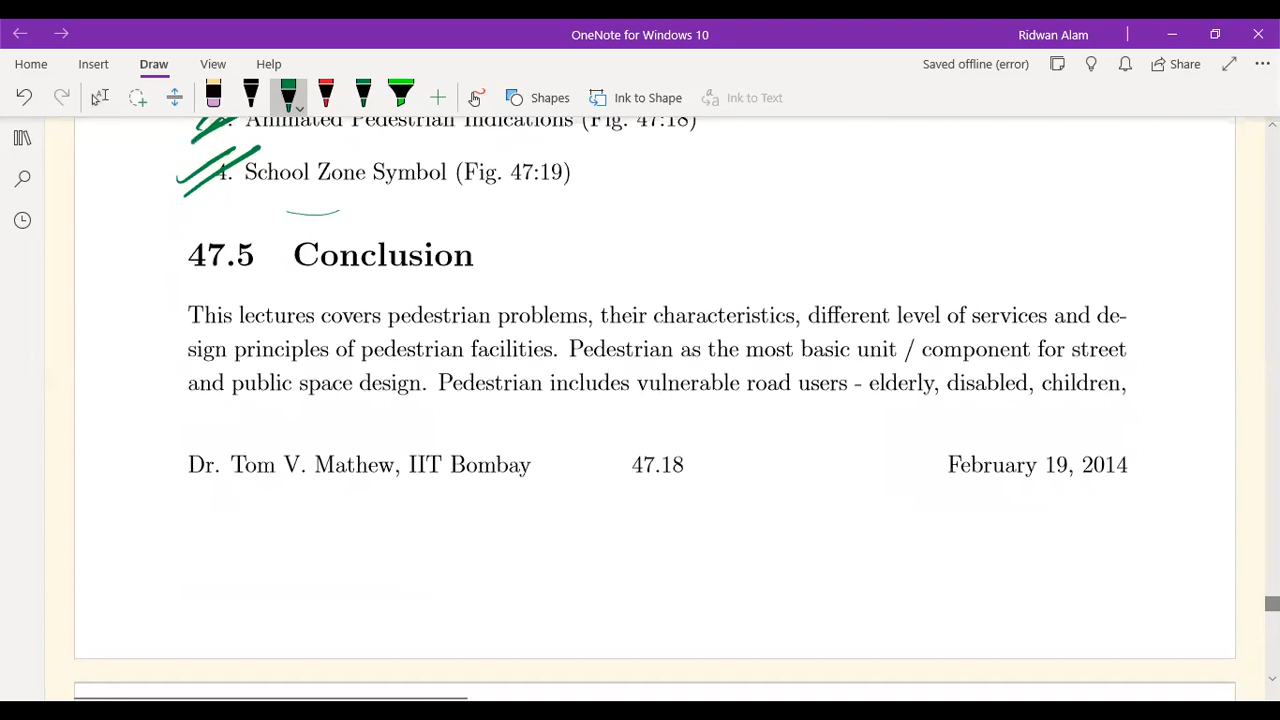 OneNote for Windows 10
Ridwan Alam
Home Insert Draw View Help
Saved offline (error)
Share
Shapes
Ink to Shape
Ink to Text
Animated Pedestrian Indications (Fig. 47:18)
4. School Zone Symbol (Fig. 47:19)
47.5 Conclusion
This lectures covers pedestrian problems, their characteristics, different level of services and de-
sign principles of pedestrian facilities. Pedestrian as the most basic unit / component for street
and public space design. Pedestrian includes vulnerable road users - elderly, disabled, children,
Dr. Tom V. Mathew, IIT Bombay 47.18 February 19, 2014